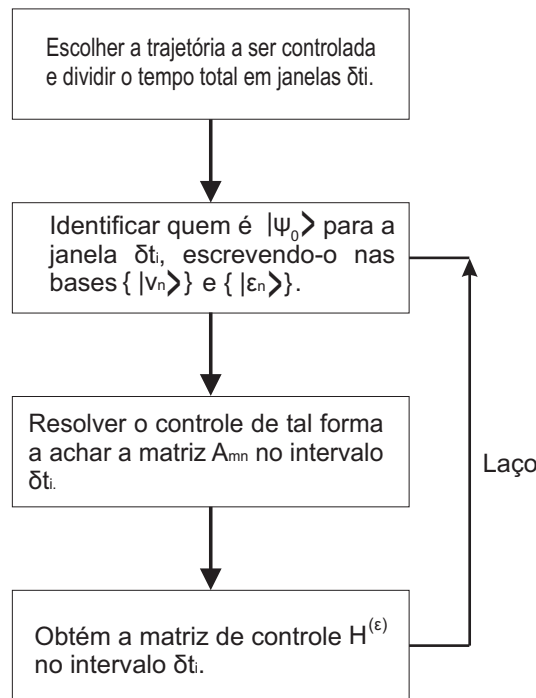 Escolher a trajetória a ser controlada
e dividir o tempo total em janelas δti.
Identificar quem é |Ψ₀> para a
janela δtᵢ, escrevendo-o nas
bases { |vₙ>} e { |εₙ>}.
Resolver o controle de tal forma
a achar a matriz Aₘₙ no intervalo
δtᵢ.
Laço
Obtém a matriz de controle H⁽ᵋ⁾
no intervalo δtᵢ.